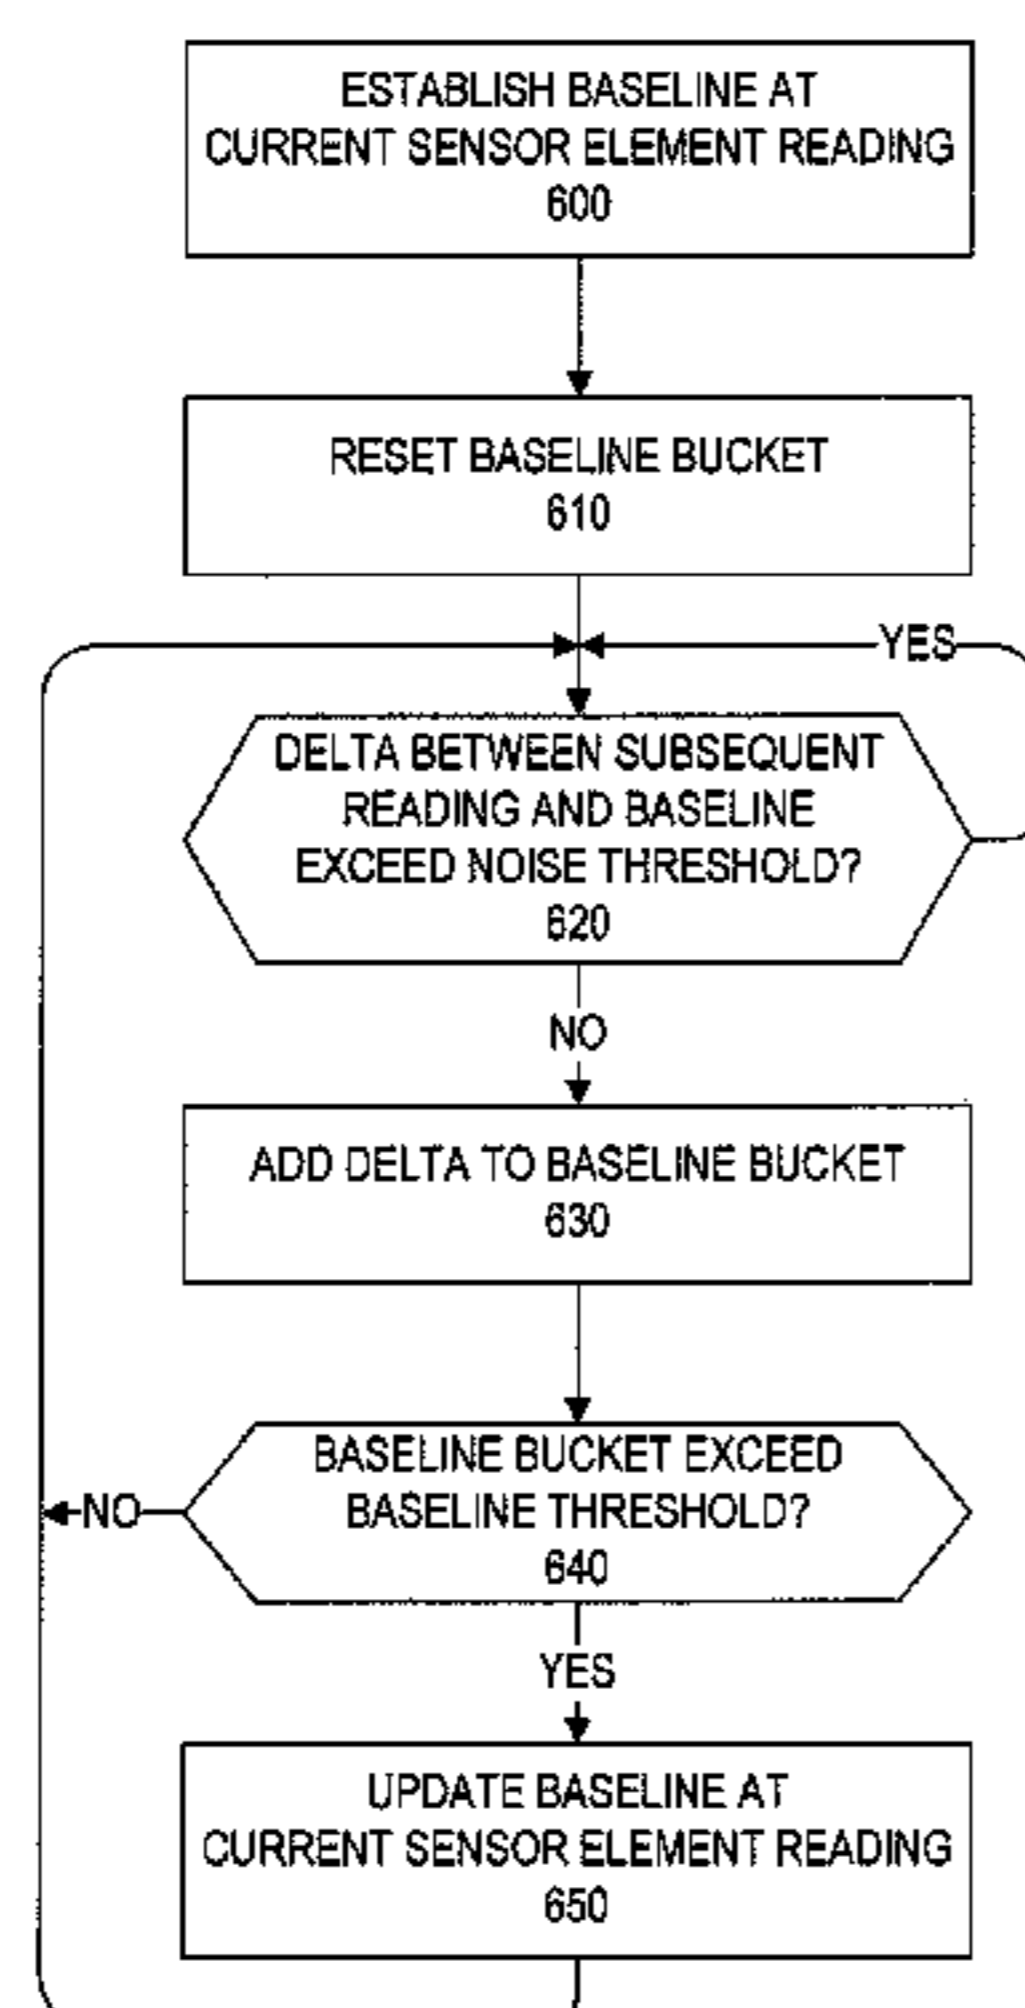 ESTABLISH BASELINE AT
CURRENT SENSOR ELEMENT READING
600
RESET BASELINE BUCKET
610
YES
DELTA BETWEEN SUBSEQUENT
READING AND BASELINE
EXCEED NOISE THRESHOLD?
620
NO
ADD DELTA TO BASELINE BUCKET
630
BASELINE BUCKET EXCEED
BASELINE THRESHOLD?
640
NO
YES
UPDATE BASELINE AT
CURRENT SENSOR ELEMENT READING
650